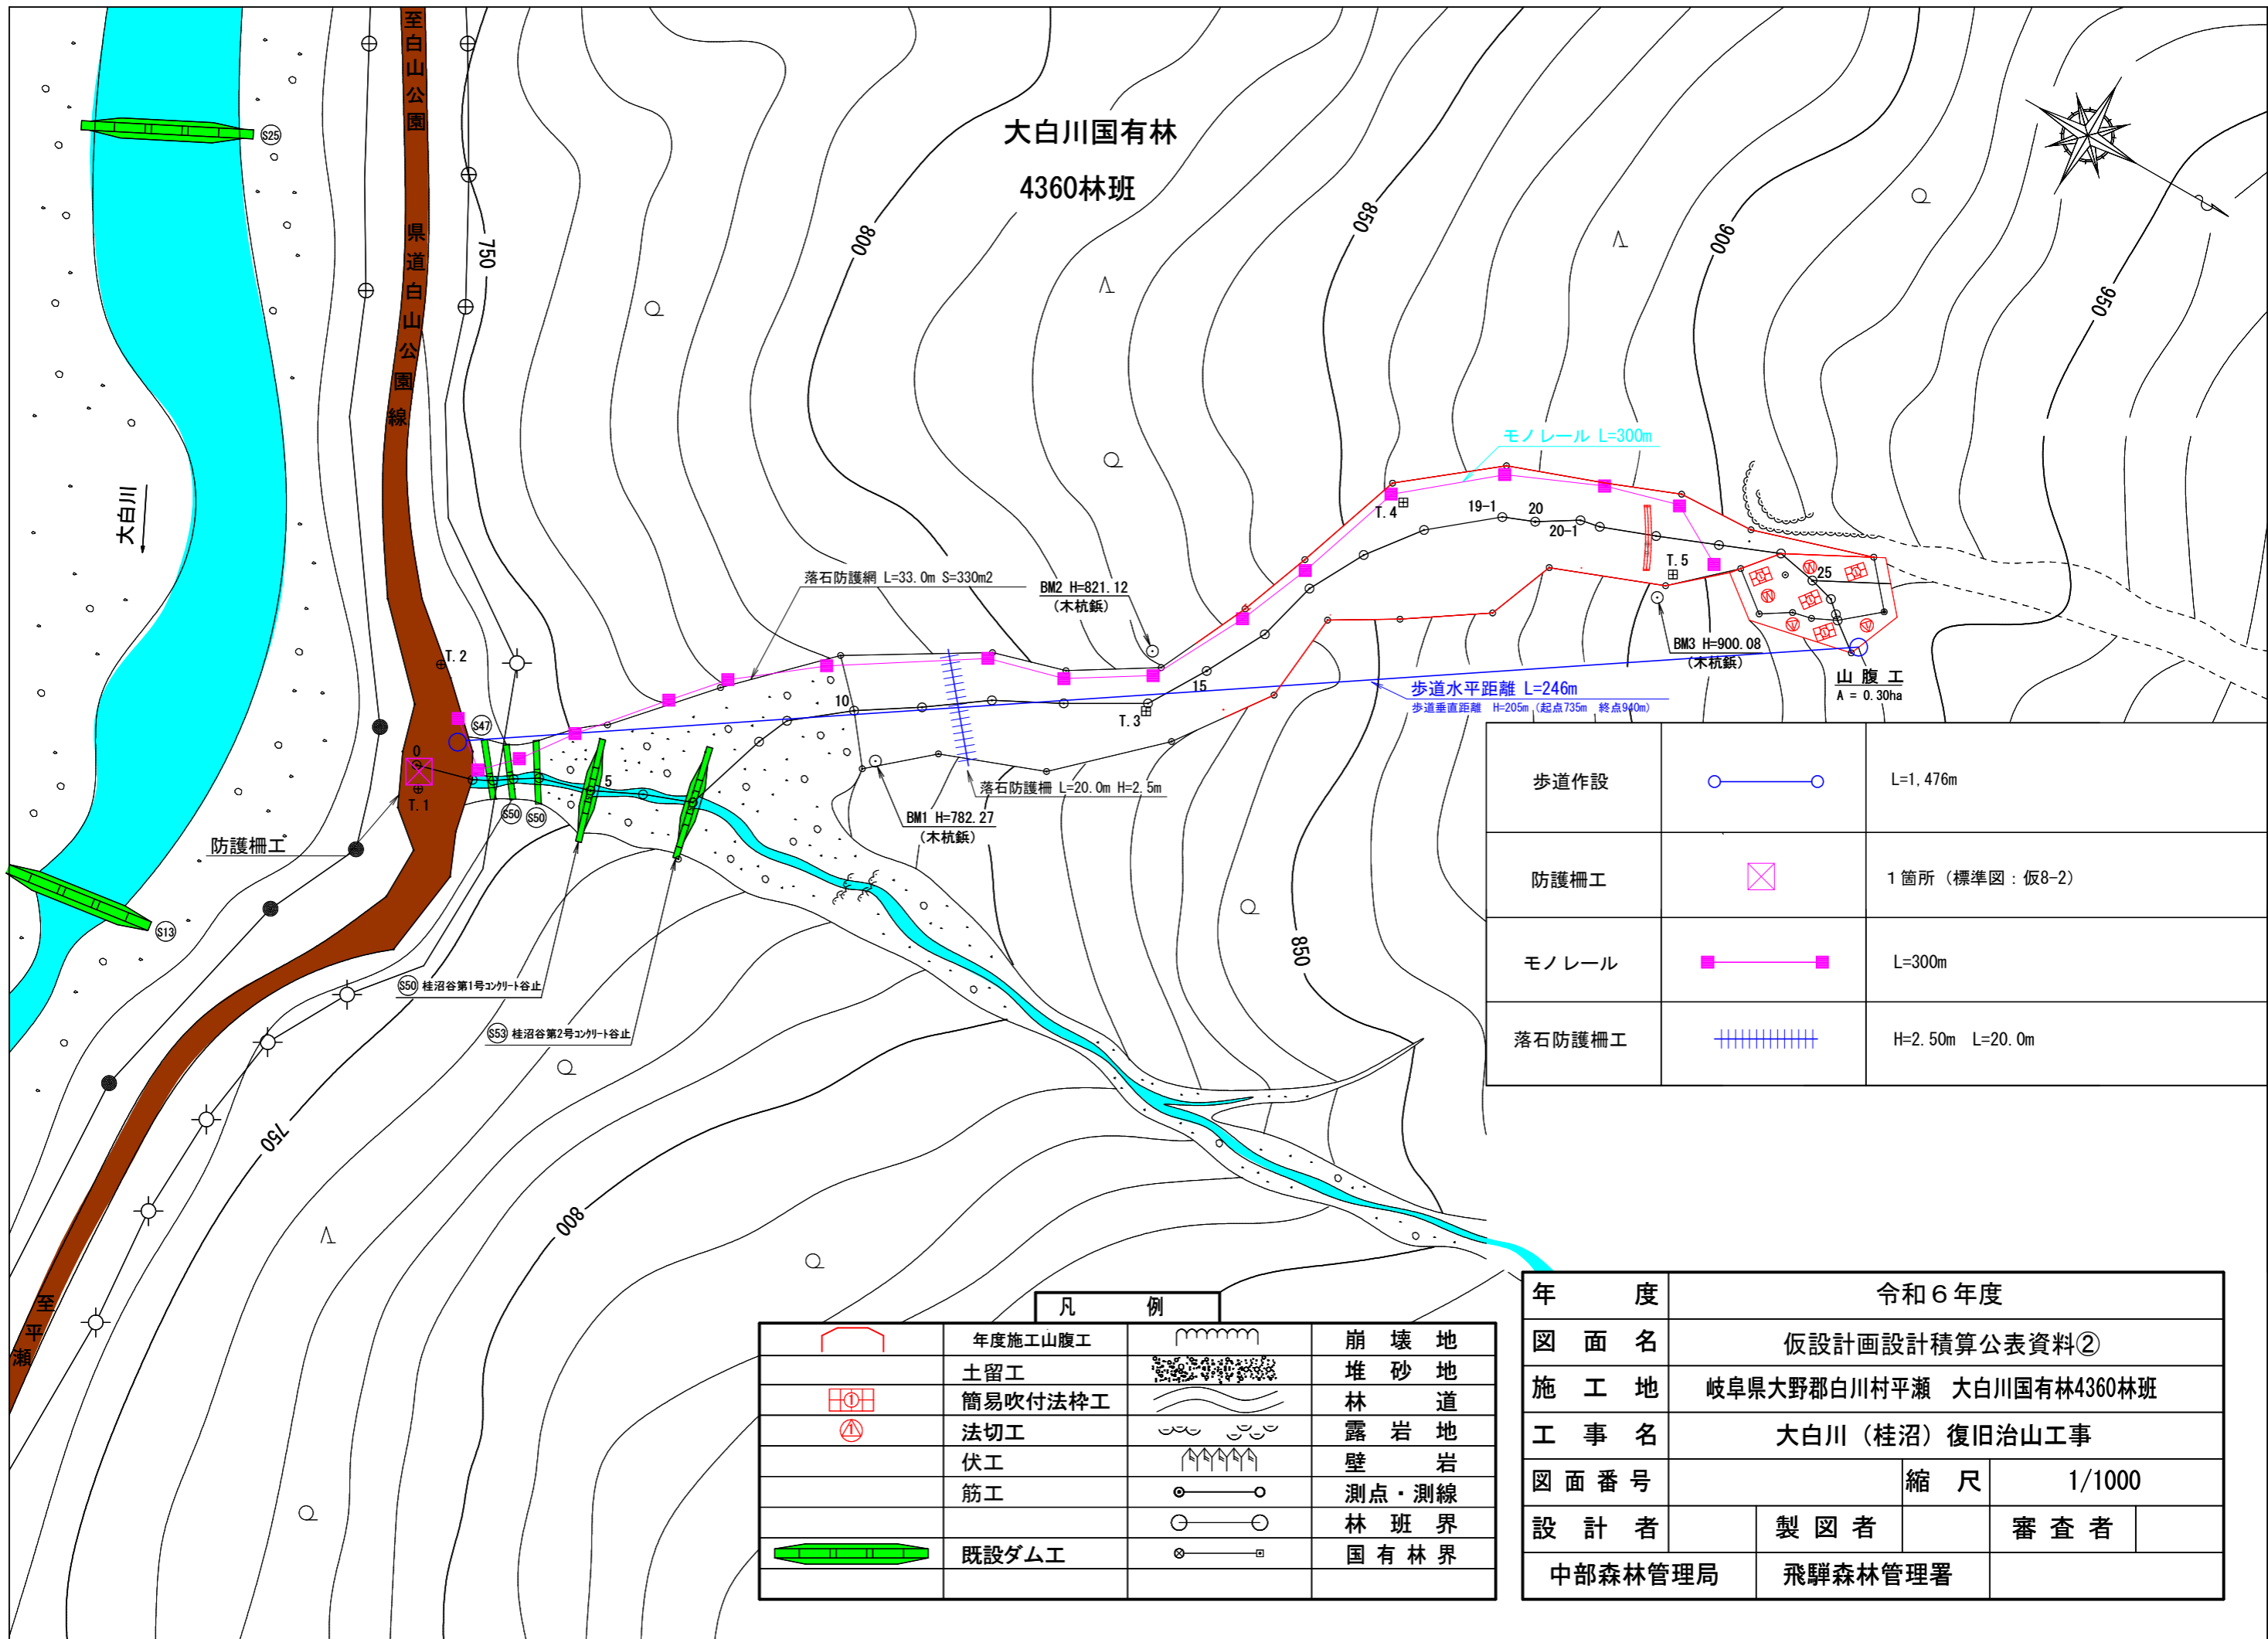 至白山公園
県道白山公園線
大白川国有林
4360林班
S25
750
800
850
900
950
大白川
モノレール L=300m
落石防護網 L=33.0m S=330m2
BM2 H=821.12
(木杭鋲)
T.4
19-1
20
20-1
T.5
25
BM3 H=900.08
(木杭鋲)
山腹工
A = 0.30ha
歩道水平距離 L=246m
歩道垂直距離 H=205m (起点735m 終点940m)
T.2
S47
0
T.1
S50
S50
5
10
15
T.3
落石防護柵 L=20.0m H=2.5m
BM1 H=782.27
(木杭鋲)
防護柵工
S13
S50 桂沼谷第1号コンクリート谷止
S53 桂沼谷第2号コンクリート谷止
850
750
800
至平瀬
歩道作設 L=1,476m
防護柵工 1箇所（標準図：仮8-2）
モノレール L=300m
落石防護柵工 H=2.50m L=20.0m
凡例
年度施工山腹工 崩壊地
土留工 堆砂地
① 簡易吹付法枠工 林道
① 法切工 露岩地
伏工 壁岩
筋工 測点・測線
林班界
既設ダム工 国有林界
年度 令和６年度
図面名 仮設計画設計積算公表資料②
施工地 岐阜県大野郡白川村平瀬 大白川国有林4360林班
工事名 大白川（桂沼）復旧治山工事
図面番号 縮尺 1/1000
設計者 製図者 審査者
中部森林管理局 飛騨森林管理署